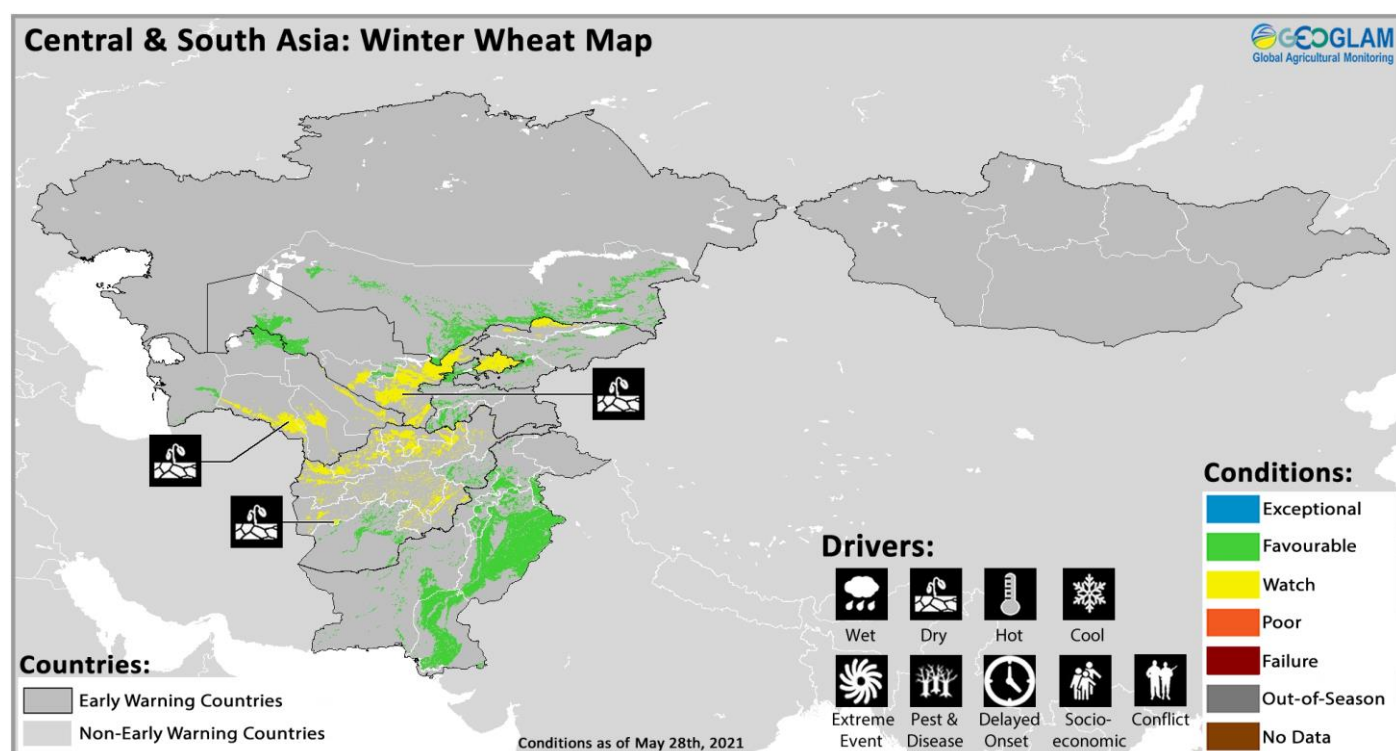 Central & South Asia: Winter Wheat Map
GEOGLAM
Global Agricultural Monitoring
Conditions:
Exceptional
Favourable
Watch
Poor
Failure
Out-of-Season
No Data
Drivers:
Wet
Dry
Hot
Cool
Extreme
Event
Pest &
Disease
Delayed
Onset
Socio-
economic
Conflict
Countries:
Early Warning Countries
Non-Early Warning Countries
Conditions as of May 28th, 2021